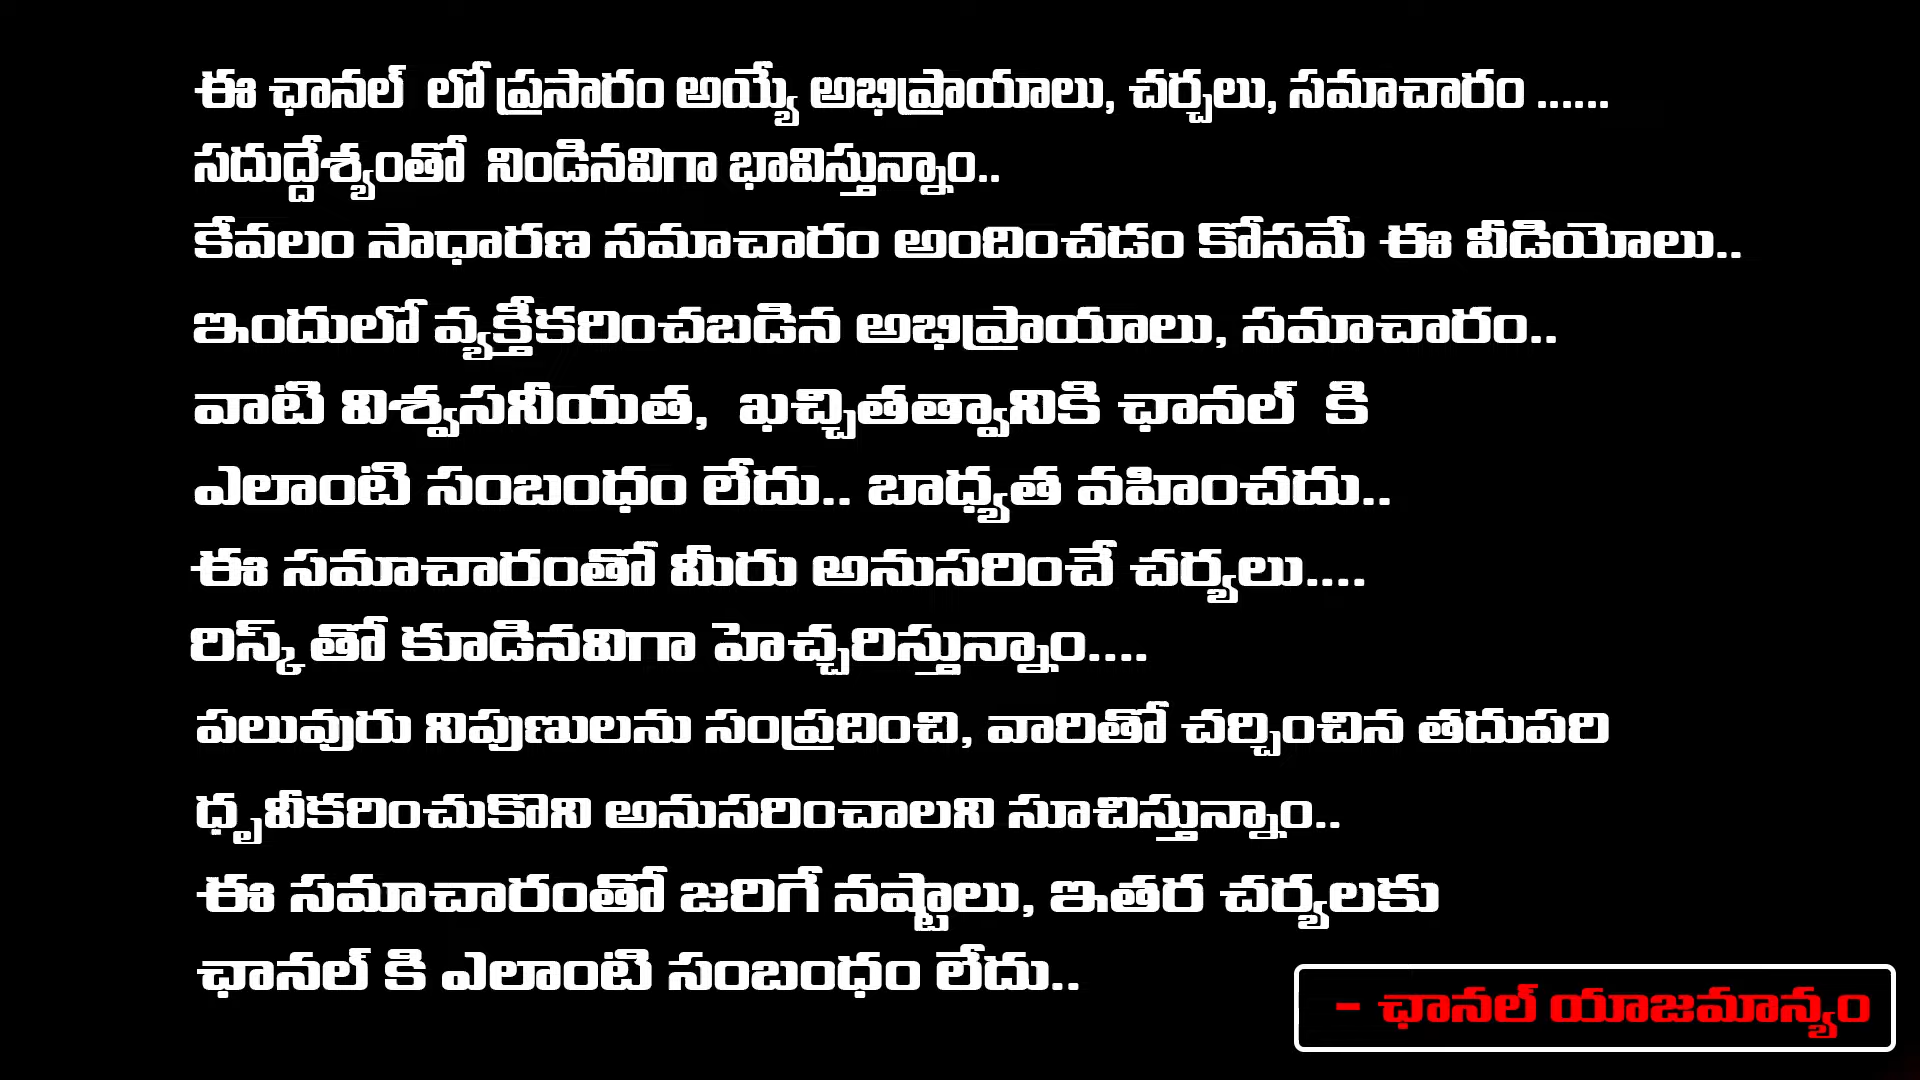 ఈ ఛానల్ లో ప్రసారం అయ్యే అభిప్రాయాలు, చర్చలు, సమాచారం ......
సదుద్దేశ్యంతో నిండినవిగా భావిస్తున్నాం..
కేవలం సాధారణ సమాచారం అందించడం కోసమే ఈ వీడియోలు..
ఇందులో వ్యక్తీకరించబడిన అభిప్రాయాలు, సమాచారం..
వాటి విశ్వసనీయత, ఖచ్చితత్వానికి ఛానల్ కి
ఎలాంటి సంబంధం లేదు.. బాధ్యత వహించదు..
ఈ సమాచారంతో మీరు అనుసరించే చర్యలు....
రిస్క్ తో కూడినవిగా హెచ్చరిస్తున్నాం....
పలువురు నిపుణులను సంప్రదించి, వారితో చర్చించిన తదుపరి
ధృవీకరించుకొని అనుసరించాలని సూచిస్తున్నాం..
ఈ సమాచారంతో జరిగే నష్టాలు, ఇతర చర్యలకు
ఛానల్ కి ఎలాంటి సంబంధం లేదు..
- ఛానల్ యాజమాన్యం